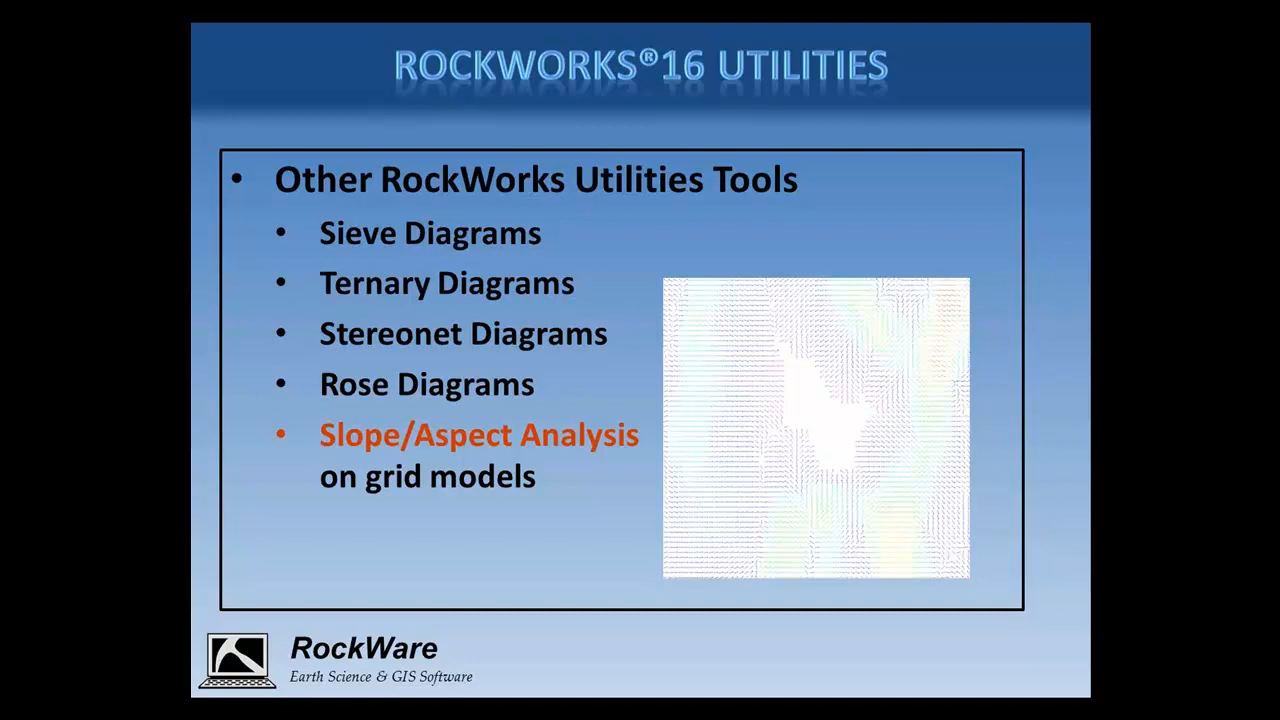 ROCKWORKS®16 UTILITIES
• Other RockWorks Utilities Tools
• Sieve Diagrams
• Ternary Diagrams
• Stereonet Diagrams
• Rose Diagrams
• Slope/Aspect Analysis
on grid models
RockWare
Earth Science & GIS Software